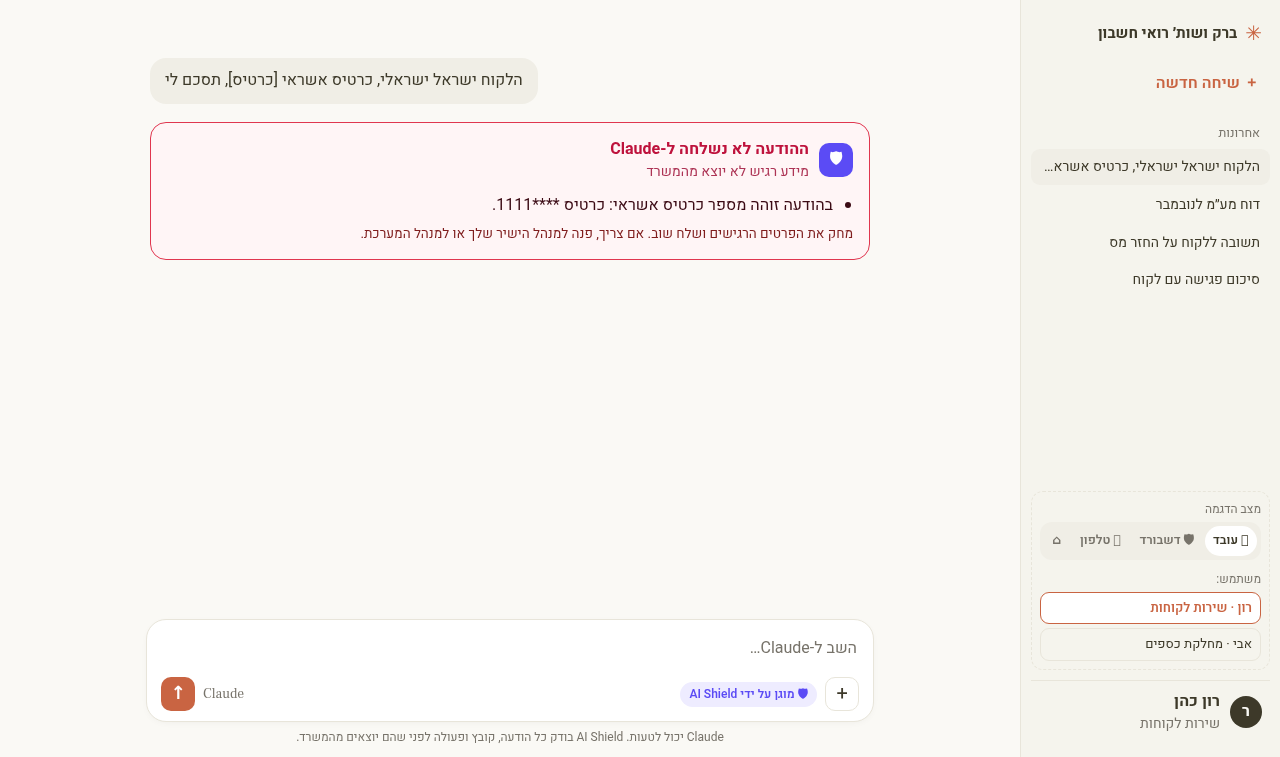 ברק ושות׳ רואי חשבון
+ שיחה חדשה
אחרונות
הלקוח ישראל ישראלי, כרטיס אשרא...
דוח מע״מ לנובמבר
תשובה ללקוח על החזר מס
סיכום פגישה עם לקוח
מצב הדגמה
עובד
דשבורד
טלפון
משתמש:
רון · שירות לקוחות
אבי · מחלקת כספים
ר
רון כהן
שירות לקוחות
הלקוח ישראל ישראלי, כרטיס אשראי [כרטיס], תסכם לי
ההודעה לא נשלחה ל-Claude
מידע רגיש לא יוצא מהמשרד
• בהודעה זוהה מספר כרטיס אשראי: כרטיס ****1111.
מחק את הפרטים הרגישים ושלח שוב. אם צריך, פנה למנהל הישיר שלך או למנהל המערכת.
השב ל-Claude...
+
מוגן על ידי AI Shield
Claude
↑
Claude יכול לטעות. AI Shield בודק כל הודעה, קובץ ופעולה לפני שהם יוצאים מהמשרד.